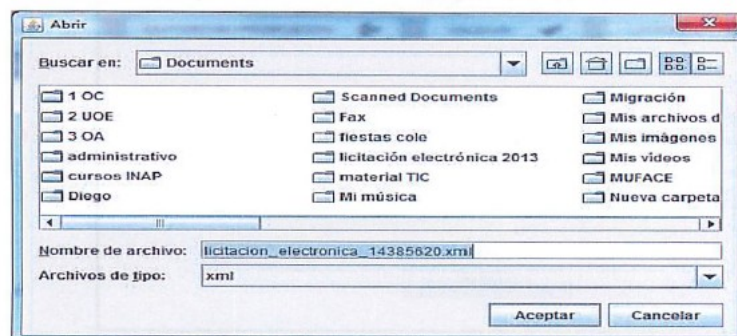 Abrir
Buscar en: Documents
1 OC
2 UOE
3 OA
administrativo
cursos INAP
Diego
Scanned Documents
Fax
fiestas cole
licitación electrónica 2013
material TIC
Mi música
Migración
Mis archivos d
Mis imágenes
Mis vídeos
MUFACE
Nueva carpeta
Nombre de archivo: licitacion_electronica_14385620.xml
Archivos de tipo: xml
Aceptar Cancelar